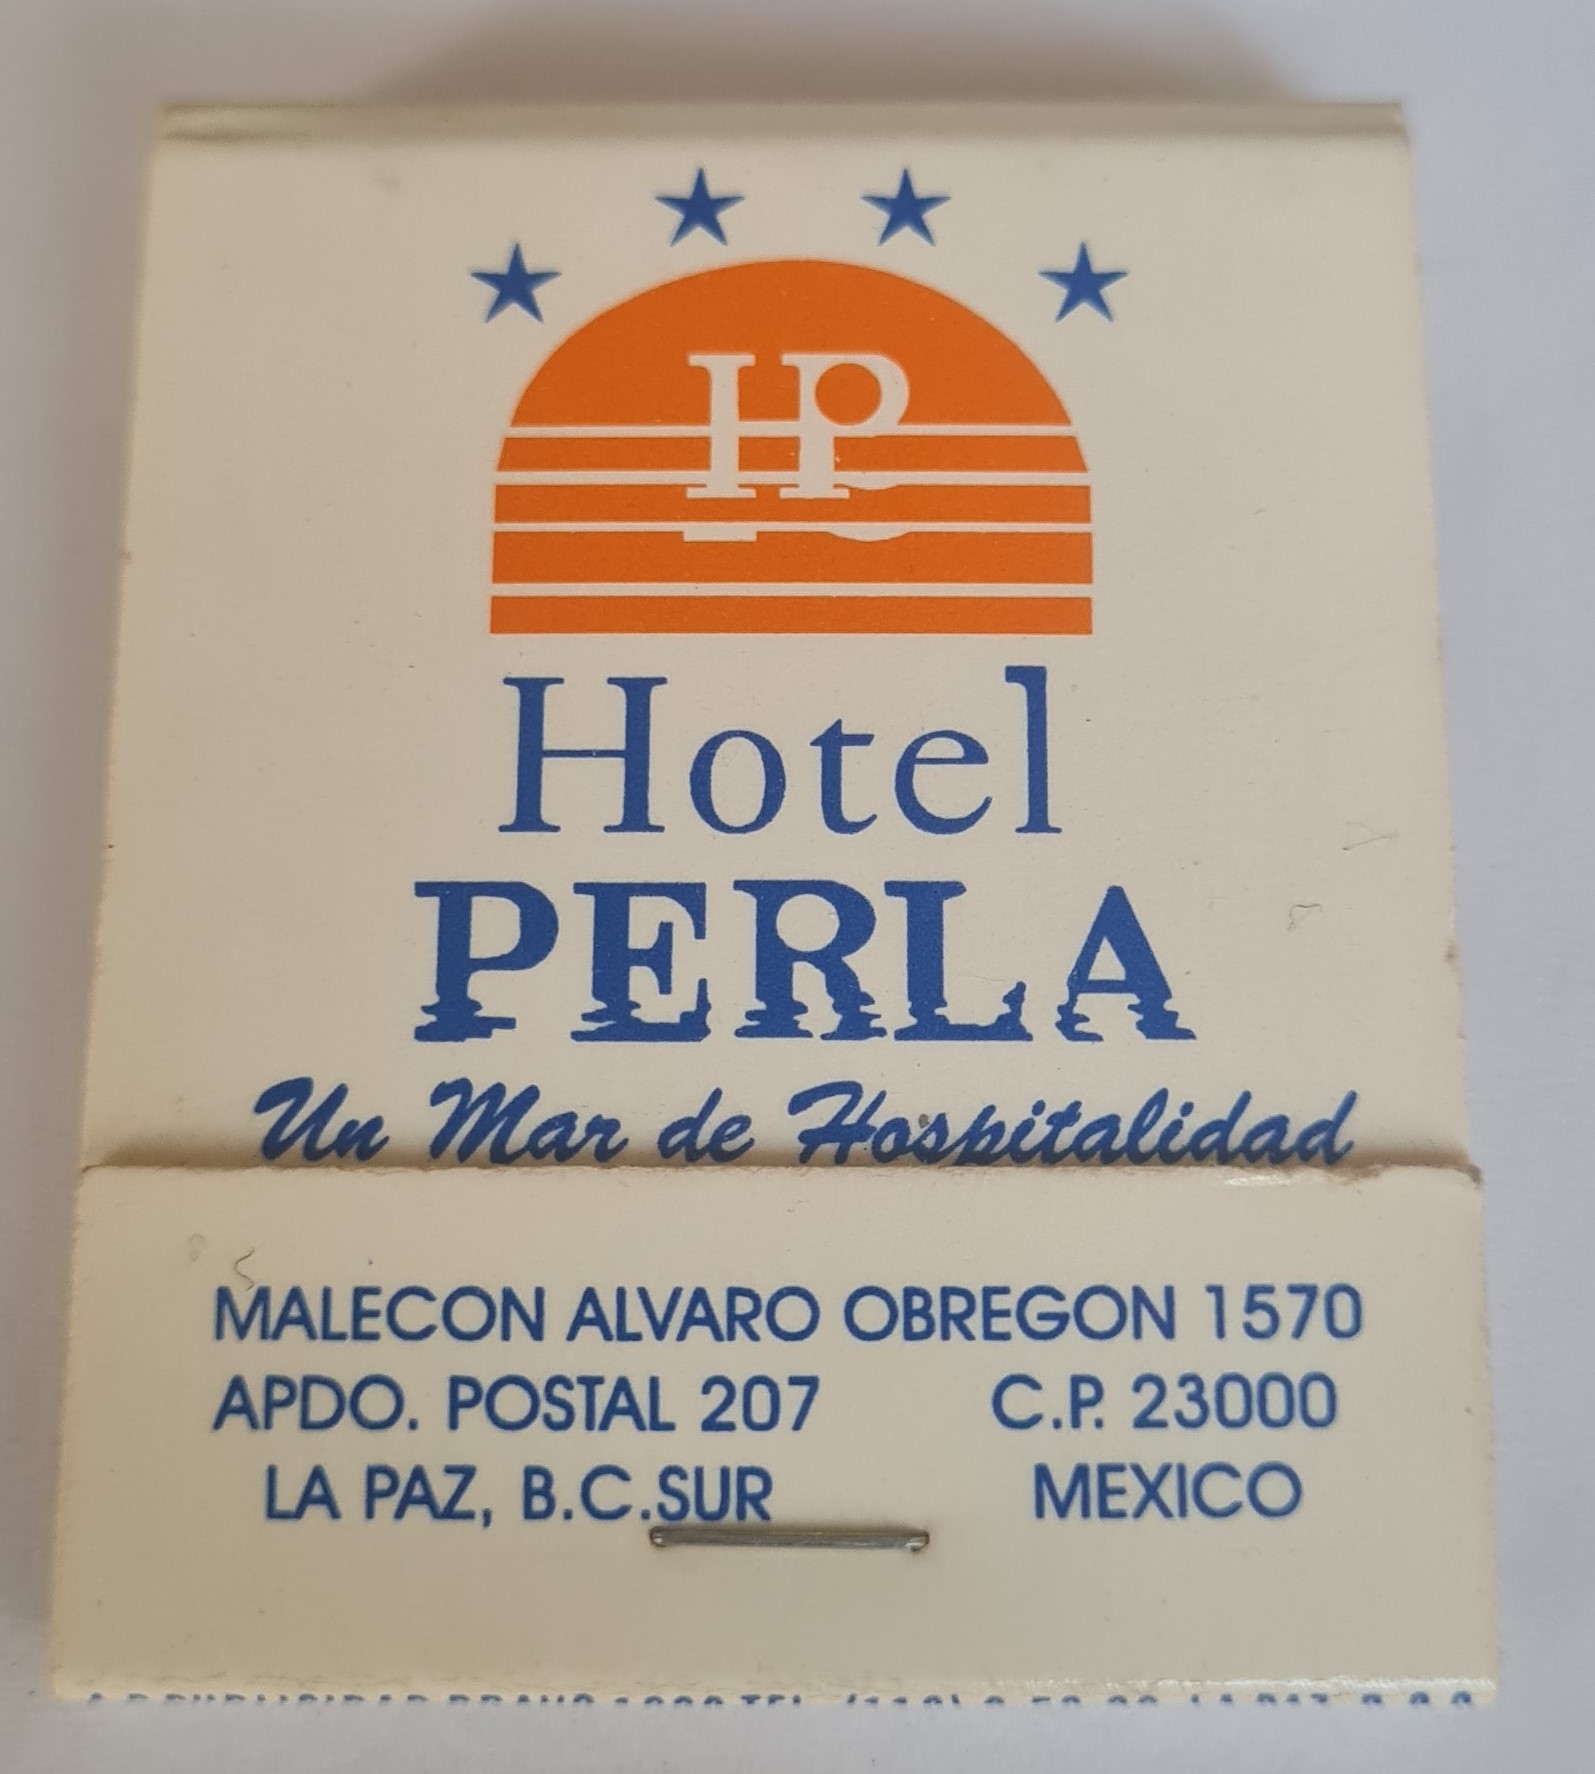 HP
Hotel
PERLA
Un Mar de Hospitalidad
MALECON ALVARO OBREGON 1570
APDO. POSTAL 207 C.P. 23000
LA PAZ, B.C.SUR MEXICO